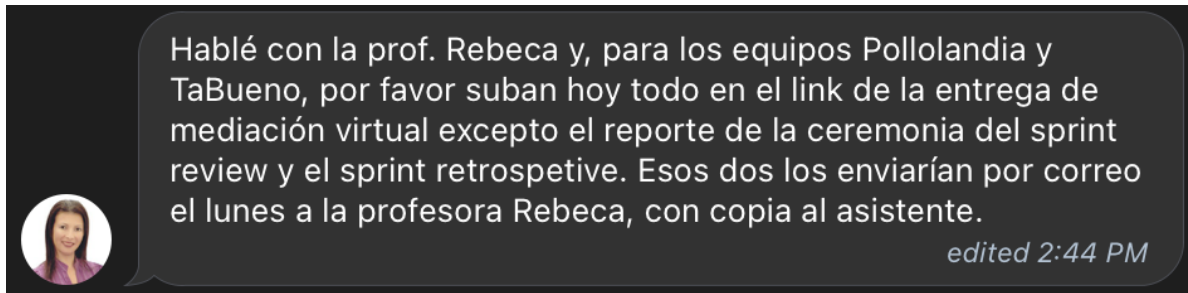 Hablé con la prof. Rebeca y, para los equipos Pollolandia y
TaBueno, por favor suban hoy todo en el link de la entrega de
mediación virtual excepto el reporte de la ceremonia del sprint
review y el sprint retrospetive. Esos dos los enviarían por correo
el lunes a la profesora Rebeca, con copia al asistente.
edited 2:44 PM